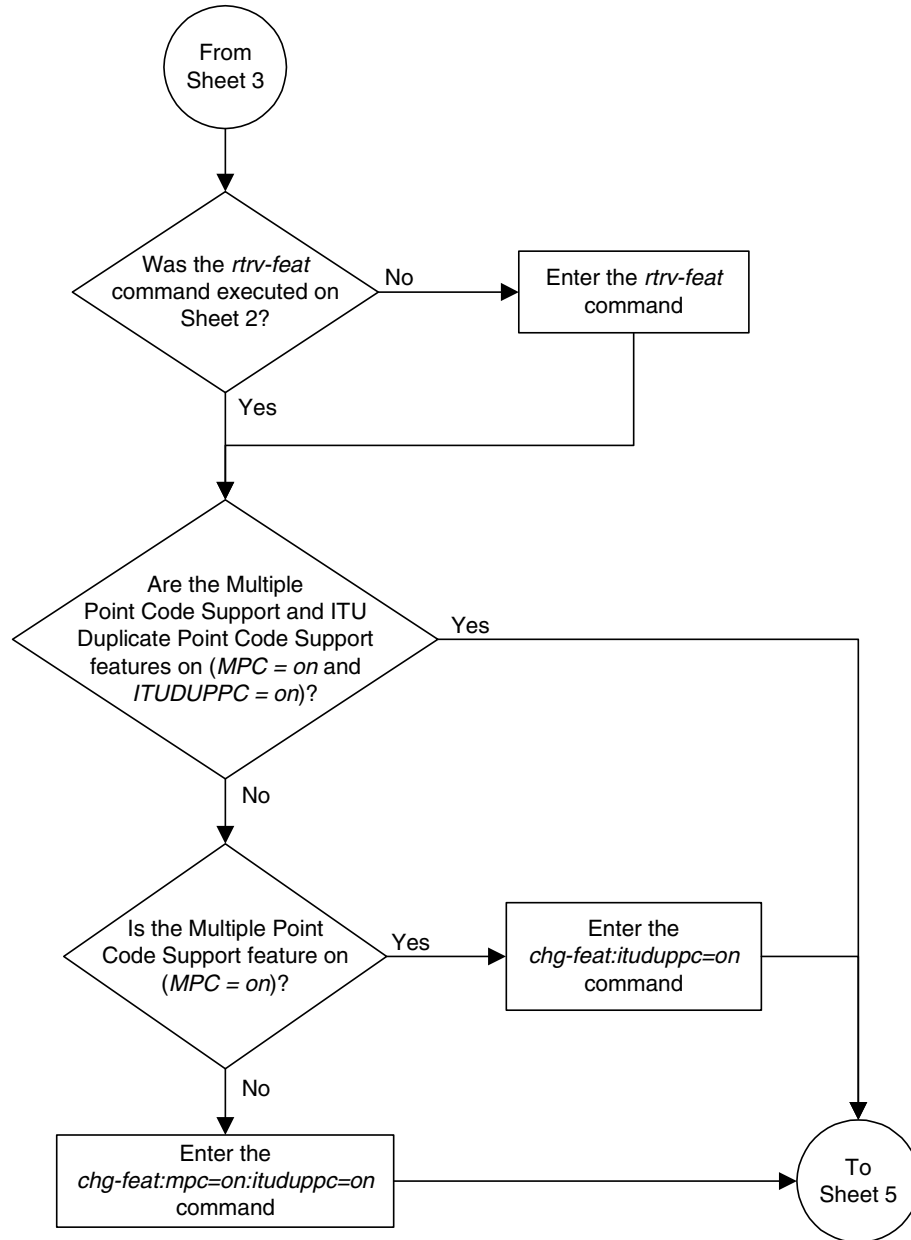 From
Sheet 3
Was the rtrv-feat
command executed on
Sheet 2?
No
Enter the rtrv-feat
command
Yes
Are the Multiple
Point Code Support and ITU
Duplicate Point Code Support
features on (MPC = on and
ITUDUPPC = on)?
Yes
No
Is the Multiple Point
Code Support feature on
(MPC = on)?
Yes
Enter the
chg-feat:ituduppc=on
command
No
Enter the
chg-feat:mpc=on:ituduppc=on
command
To
Sheet 5